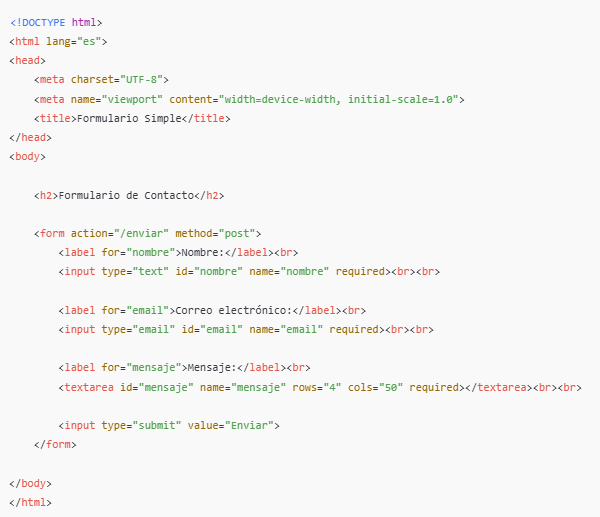 <!DOCTYPE html>
<html lang="es">
<head>
    <meta charset="UTF-8">
    <meta name="viewport" content="width=device-width, initial-scale=1.0">
    <title>Formulario Simple</title>
</head>
<body>

    <h2>Formulario de Contacto</h2>

    <form action="/enviar" method="post">
        <label for="nombre">Nombre:</label><br>
        <input type="text" id="nombre" name="nombre" required><br><br>

        <label for="email">Correo electrónico:</label><br>
        <input type="email" id="email" name="email" required><br><br>

        <label for="mensaje">Mensaje:</label><br>
        <textarea id="mensaje" name="mensaje" rows="4" cols="50" required></textarea><br><br>

        <input type="submit" value="Enviar">
    </form>

</body>
</html>